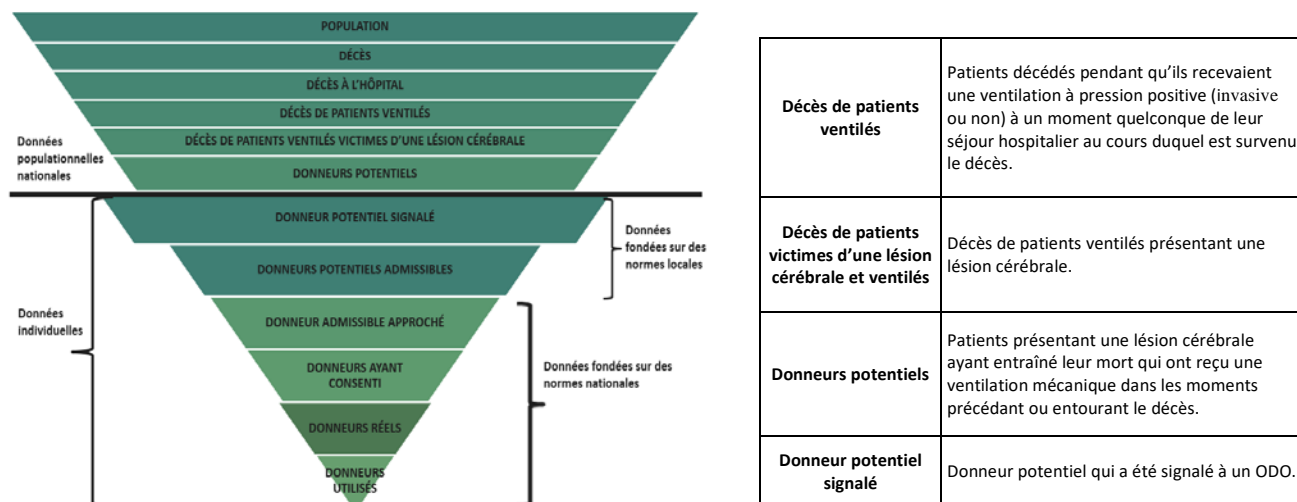 POPULATION
DÉCÈS
DÉCÈS À L'HÔPITAL
DÉCÈS DE PATIENTS VENTILÉS
DÉCÈS DE PATIENTS VENTILÉS VICTIMES D'UNE LÉSION CÉRÉBRALE
DONNEURS POTENTIELS
Données
populationnelles
nationales
DONNEUR POTENTIEL SIGNALÉ
DONNEURS POTENTIELS ADMISSIBLES
Données
fondées sur des
normes locales
DONNEUR ADMISSIBLE APPROCHÉ
DONNEURS AYANT
CONSENTI
DONNEURS RÉELS
DONNEURS
UTILISÉS
Données
individuelles
Données fondées sur des
normes nationales
Décès de patients
ventilés
Patients décédés pendant qu'ils recevaient
une ventilation à pression positive (invasive
ou non) à un moment quelconque de leur
séjour hospitalier au cours duquel est survenu
le décès.
Décès de patients
victimes d'une lésion
cérébrale et ventilés
Décès de patients ventilés présentant une
lésion cérébrale.
Donneurs potentiels
Patients présentant une lésion cérébrale
ayant entraîné leur mort qui ont reçu une
ventilation mécanique dans les moments
précédant ou entourant le décès.
Donneur potentiel
signalé
Donneur potentiel qui a été signalé à un ODO.